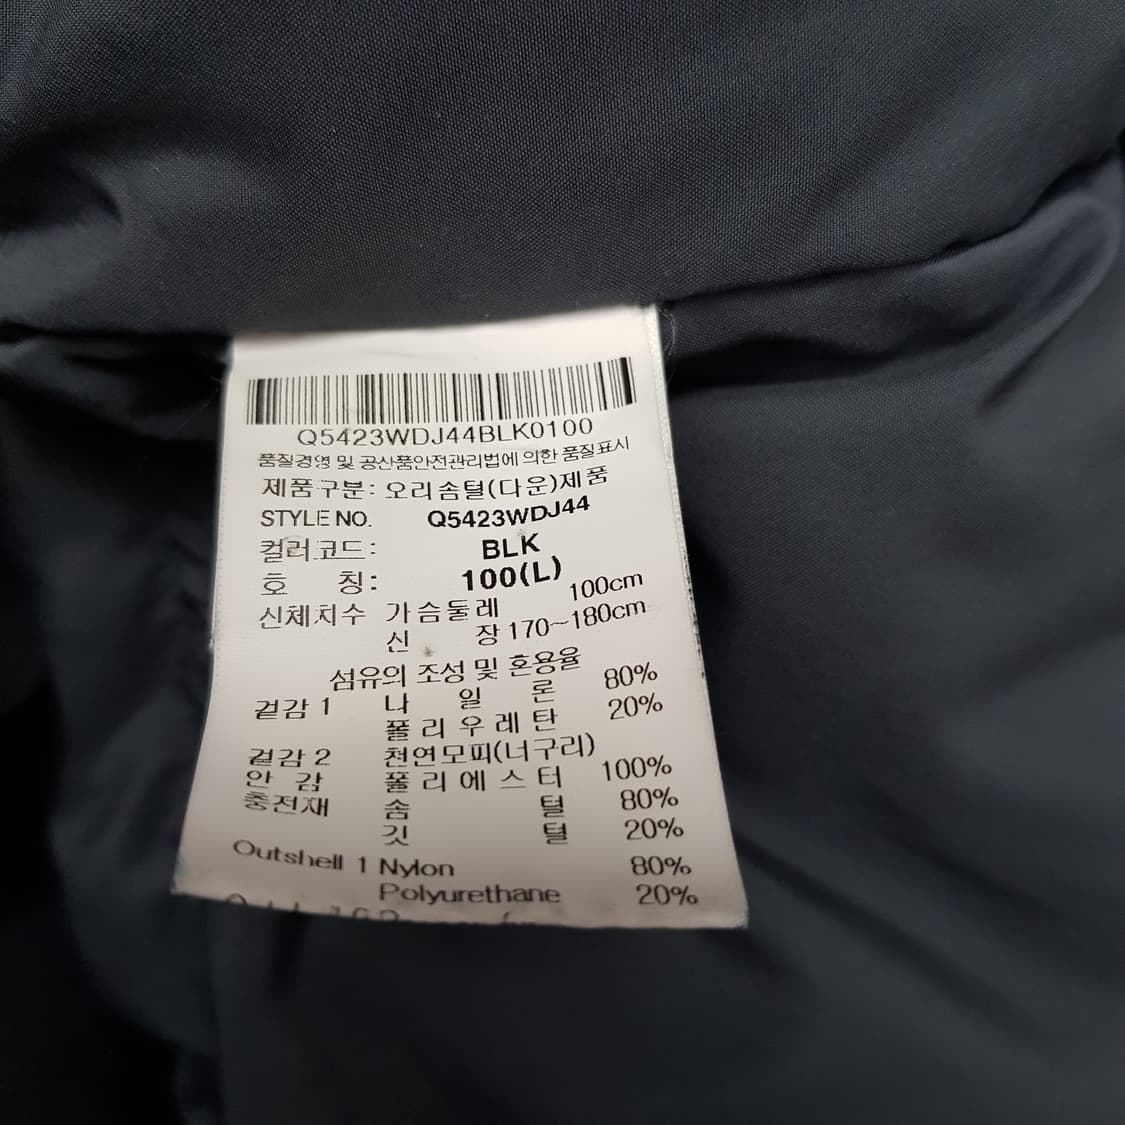 Q5423WDJ44BLK0100
품질경영 및 공산품안전관리법에 의한 품질표시
제품구분: 오리솜털(다운)제품
STYLE NO. Q5423WDJ44
컬러코드: BLK
호 칭: 100(L)
신체치수 가슴둘레 100cm
신 장 170~180cm
섬유의 조성 및 혼용율
겉감 1 나 일 론 80%
폴 리 우 레 탄 20%
겉감 2 천연모피(너구리)
안 감 폴 리 에 스 터 100%
충전재 솜 털 80%
깃 털 20%
Outshell 1 Nylon 80%
Polyurethane 20%